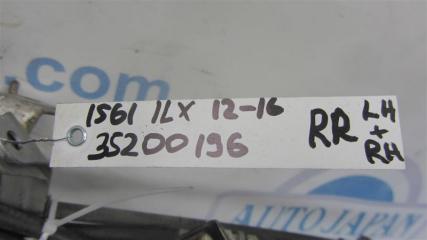 .com
1561 ILX 12-16
35200196
RR LH
+
RH
AUTOJAPAN